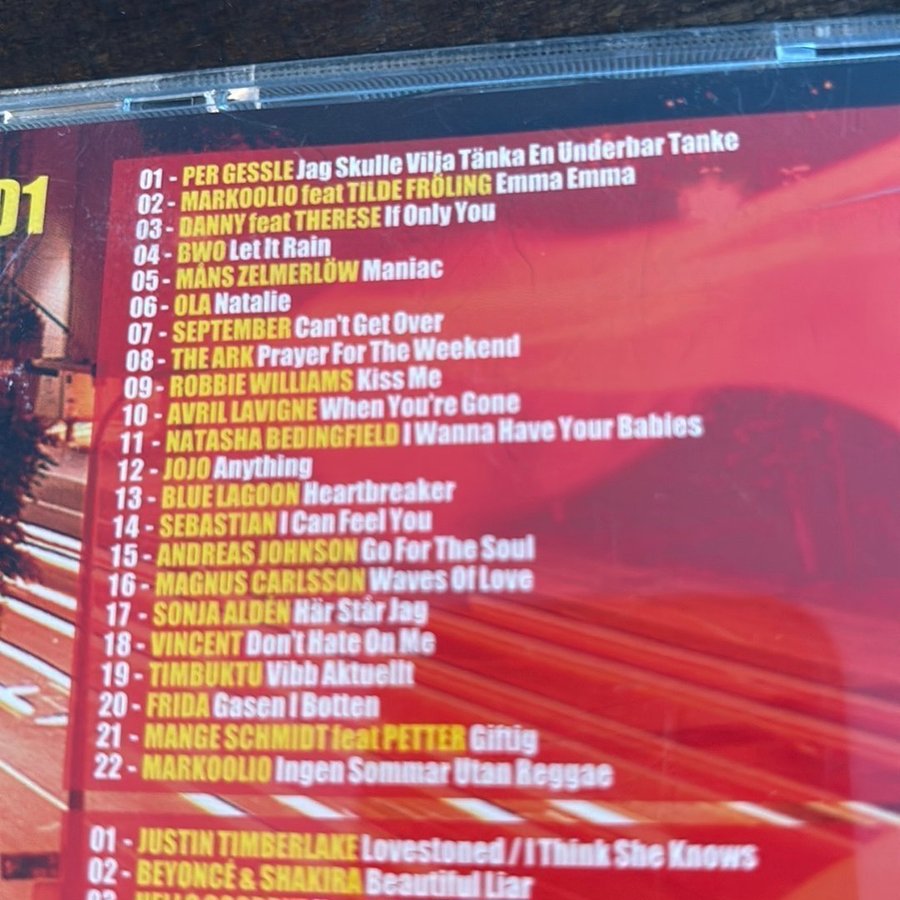 01
01 - PER GESSLE Jag Skulle Vilja Tänka En Underbar Tanke
02 - MARKOOLIO feat TILDE FRÖLING Emma Emma
03 - DANNY feat THERESE If Only You
04 - BWO Let It Rain
05 - MÅNS ZELMERLÖW Maniac
06 - OLA Natalie
07 - SEPTEMBER Can't Get Over
08 - THE ARK Prayer For The Weekend
09 - ROBBIE WILLIAMS Kiss Me
10 - AVRIL LAVIGNE When You're Gone
11 - NATASHA BEDINGFIELD I Wanna Have Your Babies
12 - JOJO Anything
13 - BLUE LAGOON Heartbreaker
14 - SEBASTIAN I Can Feel You
15 - ANDREAS JOHNSON Go For The Soul
16 - MAGNUS CARLSSON Waves Of Love
17 - SONJA ALDÉN Här Står Jag
18 - VINCENT Don't Hate On Me
19 - TIMBUKTU Vibb Aktuellt
20 - FRIDA Gasen I Botten
21 - MANGE SCHMIDT feat PETTER Giftig
22 - MARKOOLIO Ingen Sommar Utan Reggae
01 - JUSTIN TIMBERLAKE Lovestoned / I Think She Knows
02 - BEYONCÉ & SHAKIRA Beautiful Liar